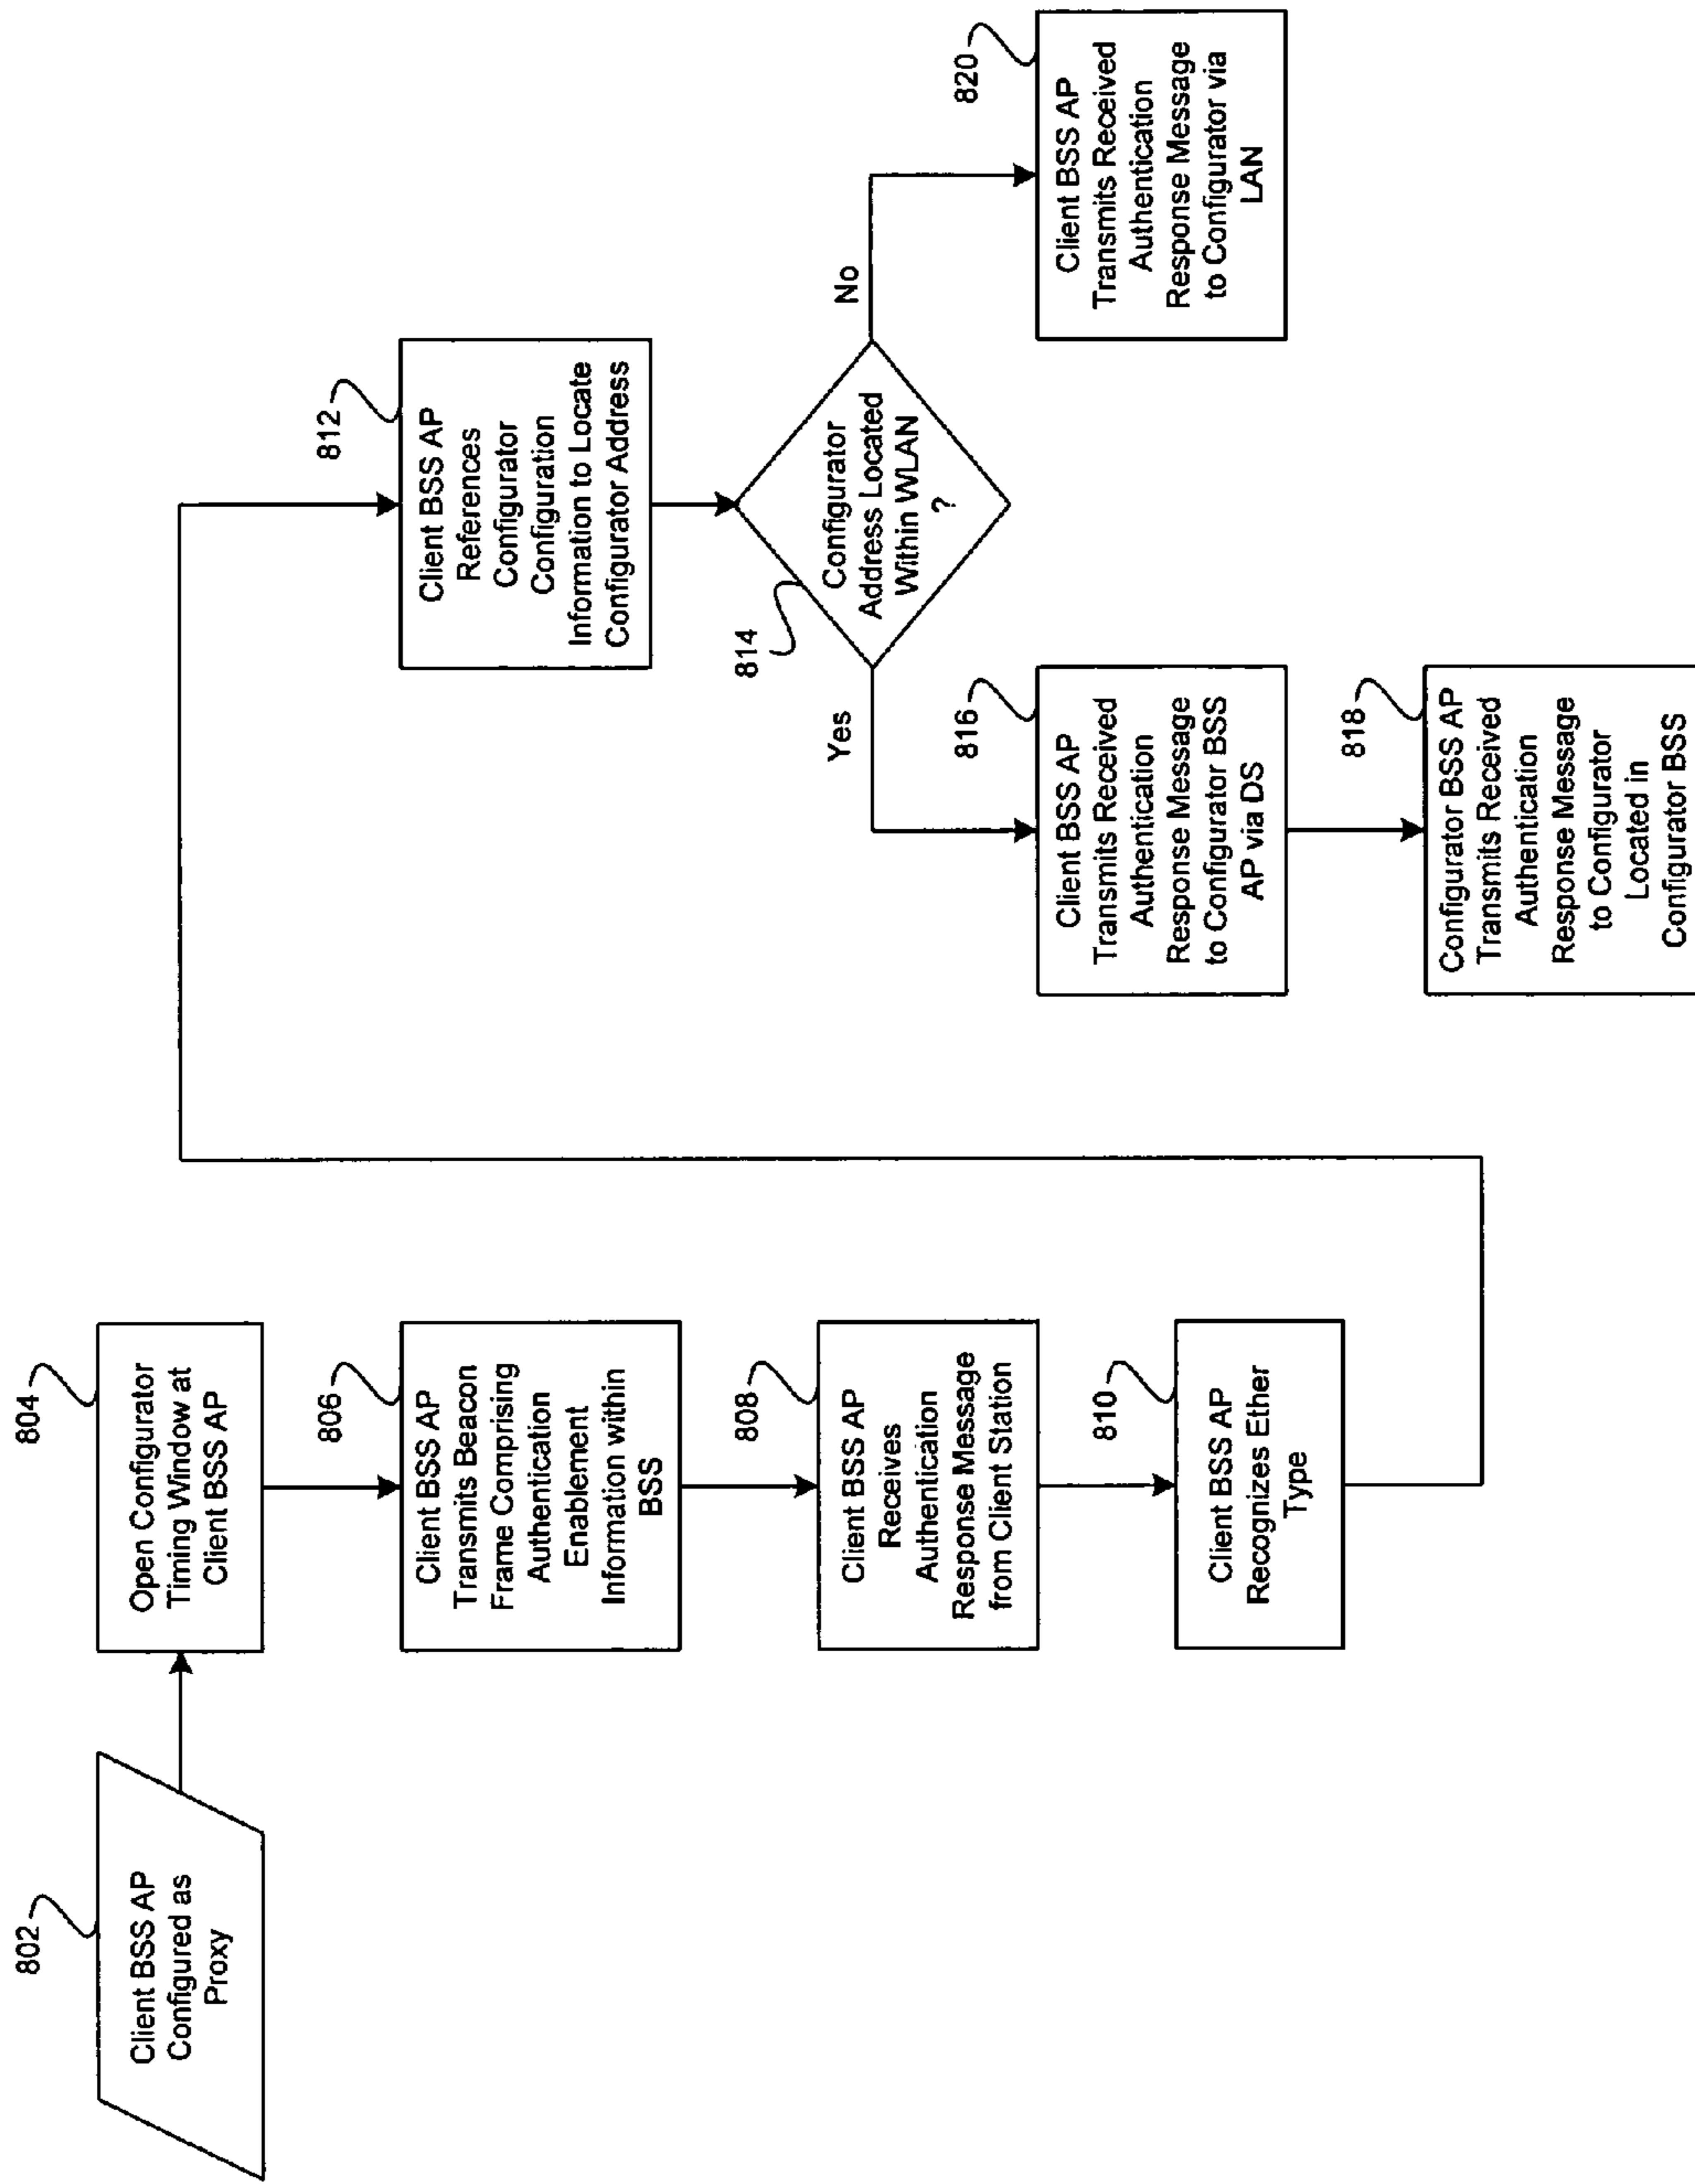 802
Client BSS AP
Configured as
Proxy
804
Open Configurator
Timing Window at
Client BSS AP
806
Client BSS AP
Transmits Beacon
Frame Comprising
Authentication
Enablement
Information within
BSS
808
Client BSS AP
Receives
Authentication
Response Message
from Client Station
810
Client BSS AP
Recognizes Ether
Type
812
Client BSS AP
References
Configurator
Configuration
Information to Locate
Configurator Address
814
Configurator
Address Located
Within WLAN
?
Yes
No
816
Client BSS AP
Transmits Received
Authentication
Response Message
to Configurator BSS
AP via DS
818
Configurator BSS AP
Transmits Received
Authentication
Response Message
to Configurator
Located in
Configurator BSS
820
Client BSS AP
Transmits Received
Authentication
Response Message
to Configurator via
LAN